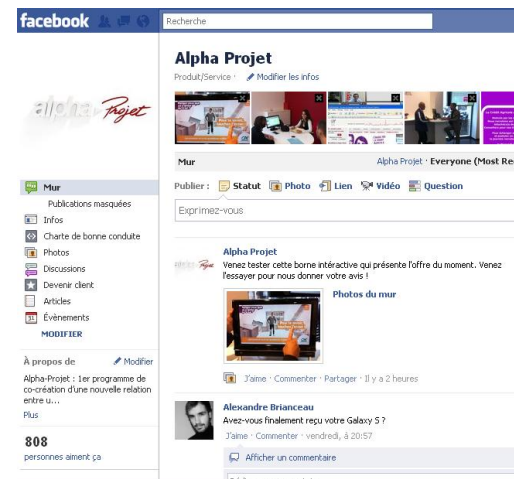 facebook
Recherche
alpha Projet
Mur
Publications masquées
Infos
Charte de bonne conduite
Photos
Discussions
Devenir client
Articles
31 Évènements
MODIFIER
À propos de Modifier
Alpha-Projet : 1er programme de
co-création d'une nouvelle relation
entre u...
Plus
808
personnes aiment ça
Alpha Projet
Produit/Service · Modifier les infos
Mur Alpha Projet · Everyone (Most Re
Publier : Statut Photo Lien Vidéo Question
Exprimez-vous
Alpha Projet
Venez tester cette borne intéractive qui présente l'offre du moment. Venez
l'essayer pour nous donner votre avis !
Photos du mur
J'aime · Commenter · Partager · Il y a 2 heures
Alexandre Brianceau
Avez-vous finalement reçu votre Galaxy S ?
J'aime · Commenter · vendredi, à 20:57
Afficher un commentaire